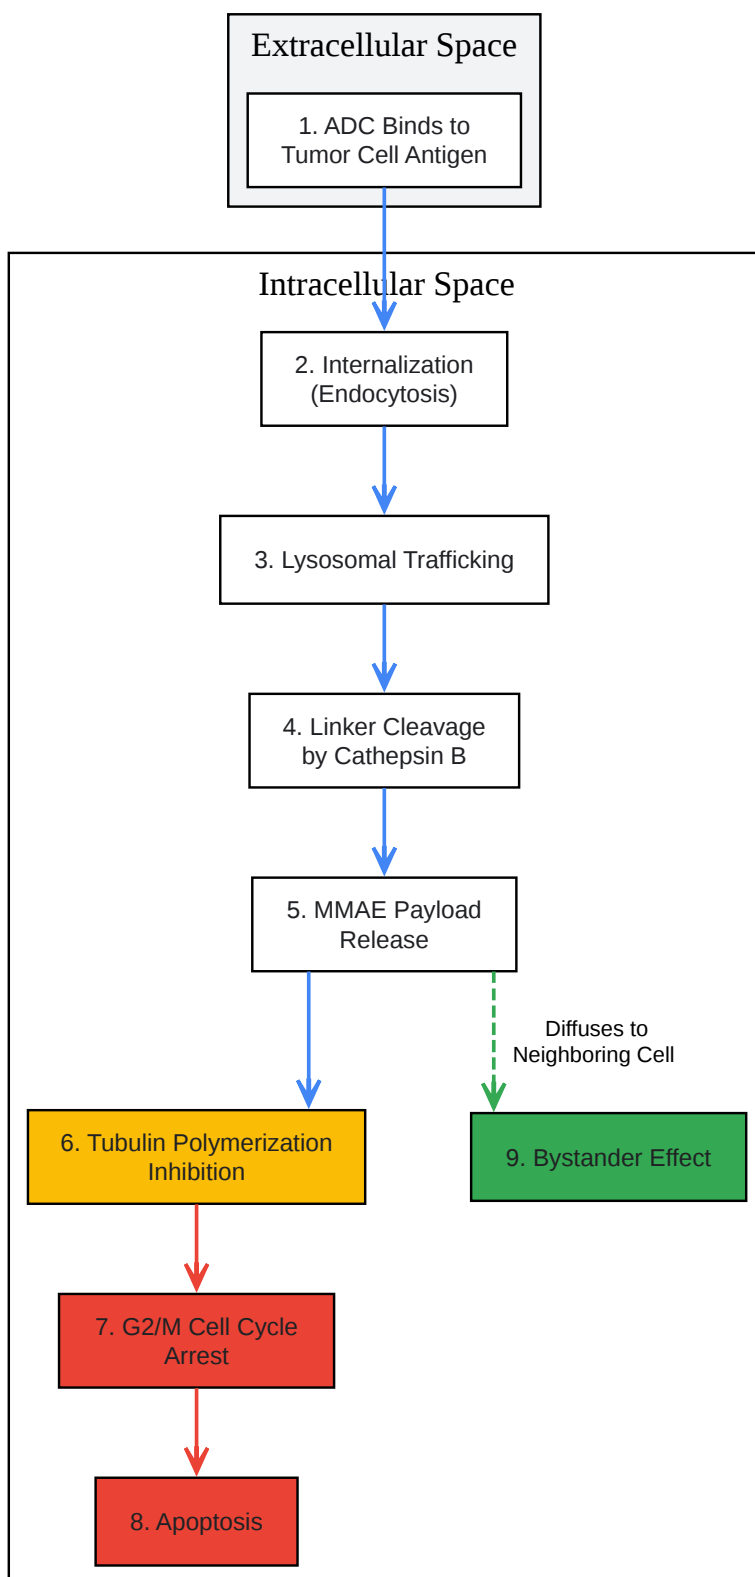 Extracellular Space
1. ADC Binds to
Tumor Cell Antigen
Intracellular Space
2. Internalization
(Endocytosis)
3. Lysosomal Trafficking
4. Linker Cleavage
by Cathepsin B
5. MMAE Payload
Release
Diffuses to
Neighboring Cell
6. Tubulin Polymerization
Inhibition
9. Bystander Effect
7. G2/M Cell Cycle
Arrest
8. Apoptosis